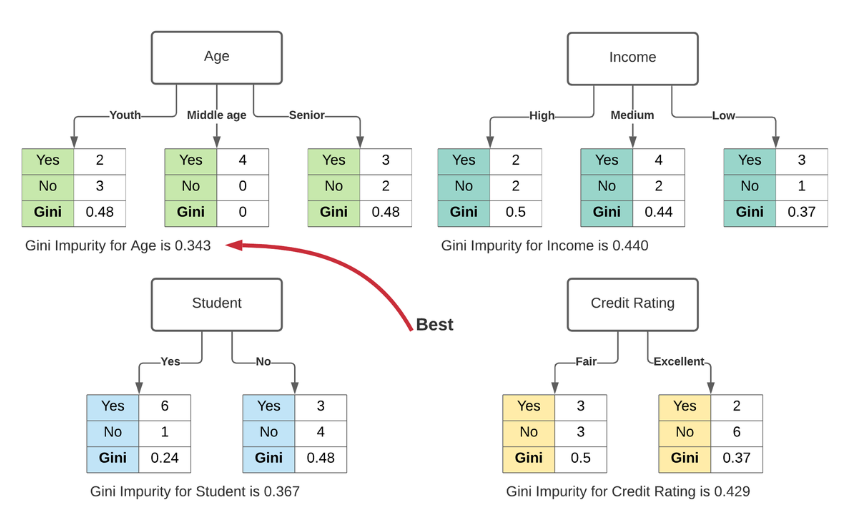 Age
Income
Youth
Middle age
Senior
High
Medium
Low
Yes 2
No 3
Gini 0.48
Yes 4
No 0
Gini 0
Yes 3
No 2
Gini 0.48
Yes 2
No 2
Gini 0.5
Yes 4
No 2
Gini 0.44
Yes 3
No 1
Gini 0.37
Gini Impurity for Age is 0.343
Gini Impurity for Income is 0.440
Best
Student
Credit Rating
Yes
No
Fair
Excellent
Yes 6
No 1
Gini 0.24
Yes 3
No 4
Gini 0.48
Yes 3
No 3
Gini 0.5
Yes 2
No 6
Gini 0.37
Gini Impurity for Student is 0.367
Gini Impurity for Credit Rating is 0.429